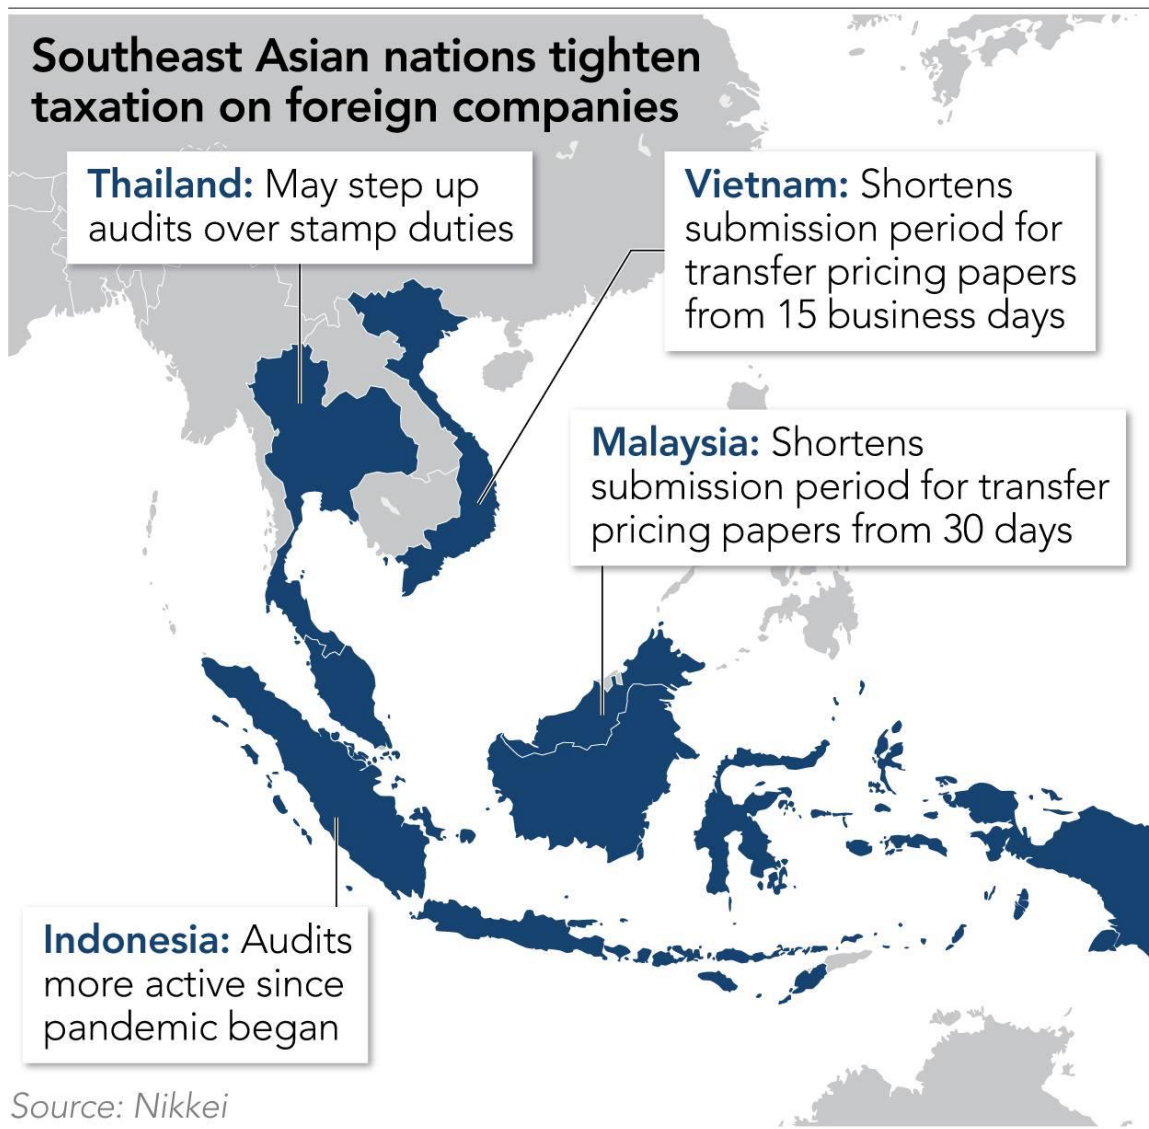 Southeast Asian nations tighten
taxation on foreign companies
Thailand: May step up
audits over stamp duties
Vietnam: Shortens
submission period for
transfer pricing papers
from 15 business days
Malaysia: Shortens
submission period for transfer
pricing papers from 30 days
Indonesia: Audits
more active since
pandemic began
Source: Nikkei